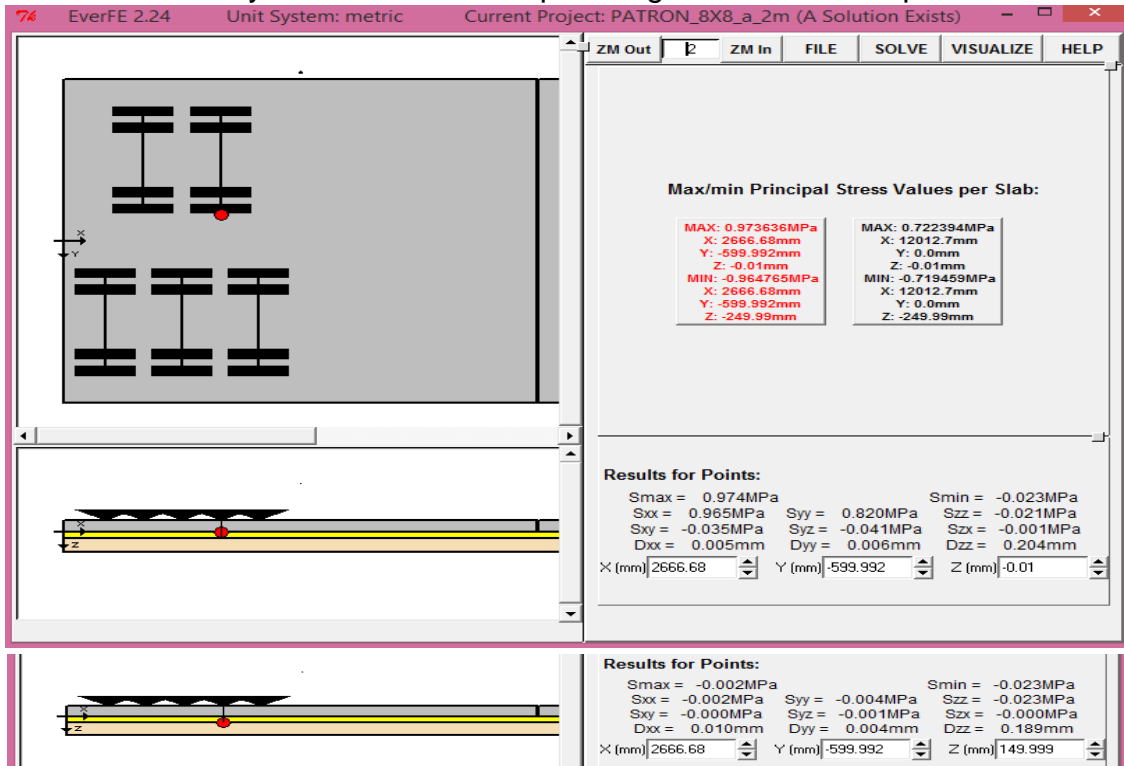 EverFE 2.24 Unit System: metric Current Project: PATRON_8X8_a_2m (A Solution Exists)
ZM Out 2 ZM In FILE SOLVE VISUALIZE HELP
Max/min Principal Stress Values per Slab:
MAX: 0.973636MPa
X: 2666.68mm
Y: -599.992mm
Z: -0.01mm
MIN: -0.964765MPa
X: 2666.68mm
Y: -599.992mm
Z: -249.99mm
MAX: 0.722394MPa
X: 12012.7mm
Y: 0.0mm
Z: -0.01mm
MIN: -0.719459MPa
X: 12012.7mm
Y: 0.0mm
Z: -249.99mm
X
Y
X
Z
Results for Points:
Smax = 0.974MPa Smin = -0.023MPa
Sxx = 0.965MPa Syy = 0.820MPa Szz = -0.021MPa
Sxy = -0.035MPa Syz = -0.041MPa Szx = -0.001MPa
Dxx = 0.005mm Dyy = 0.006mm Dzz = 0.204mm
X (mm) 2666.68 Y (mm) -599.992 Z (mm) -0.01
X
Z
Results for Points:
Smax = -0.002MPa Smin = -0.023MPa
Sxx = -0.002MPa Syy = -0.004MPa Szz = -0.023MPa
Sxy = -0.000MPa Syz = -0.001MPa Szx = -0.000MPa
Dxx = 0.010mm Dyy = 0.004mm Dzz = 0.189mm
X (mm) 2666.68 Y (mm) -599.992 Z (mm) 149.999